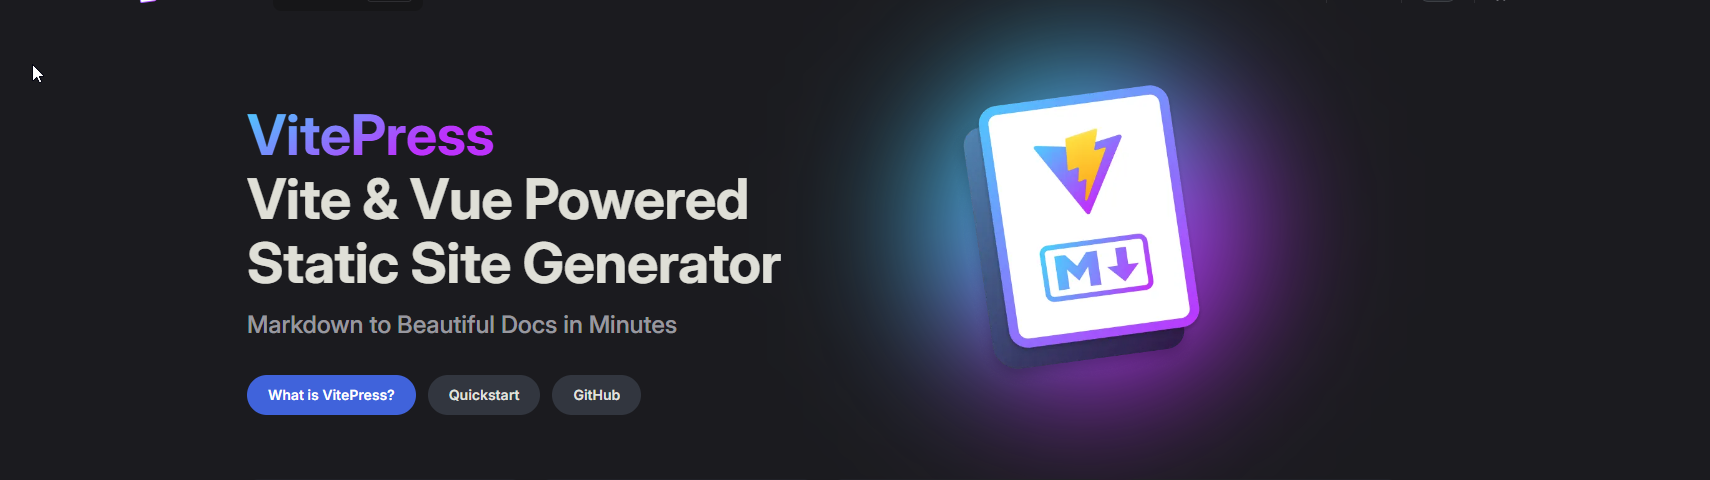 VitePress
Vite & Vue Powered
Static Site Generator
Markdown to Beautiful Docs in Minutes
What is VitePress?
Quickstart
GitHub
M